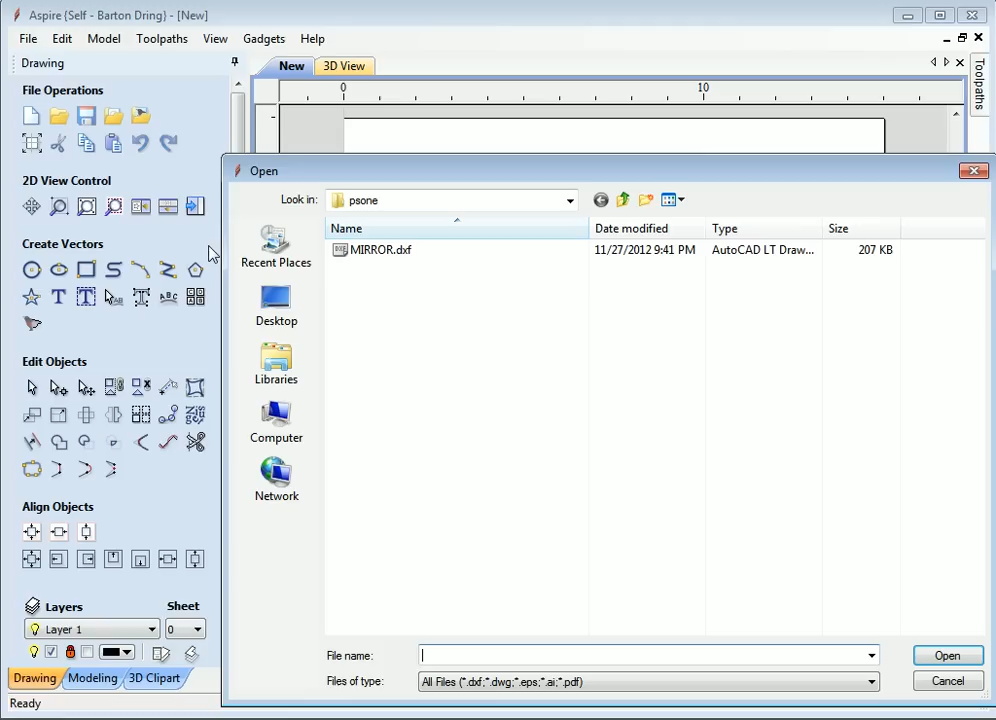 Aspire {Self - Barton Dring} - [New]
File Edit Model Toolpaths View Gadgets Help
Drawing
New 3D View
Toolpaths
0 10
File Operations
2D View Control
Create Vectors
Edit Objects
Align Objects
Layers Sheet
Layer 1 0
Drawing Modeling 3D Clipart
Ready
Open
Look in: psone
Name Date modified Type Size
MIRROR.dxf 11/27/2012 9:41 PM AutoCAD LT Draw... 207 KB
Recent Places
Desktop
Libraries
Computer
Network
File name: Open
Files of type: All Files (*.dxf;*.dwg;*.eps;*.ai;*.pdf) Cancel